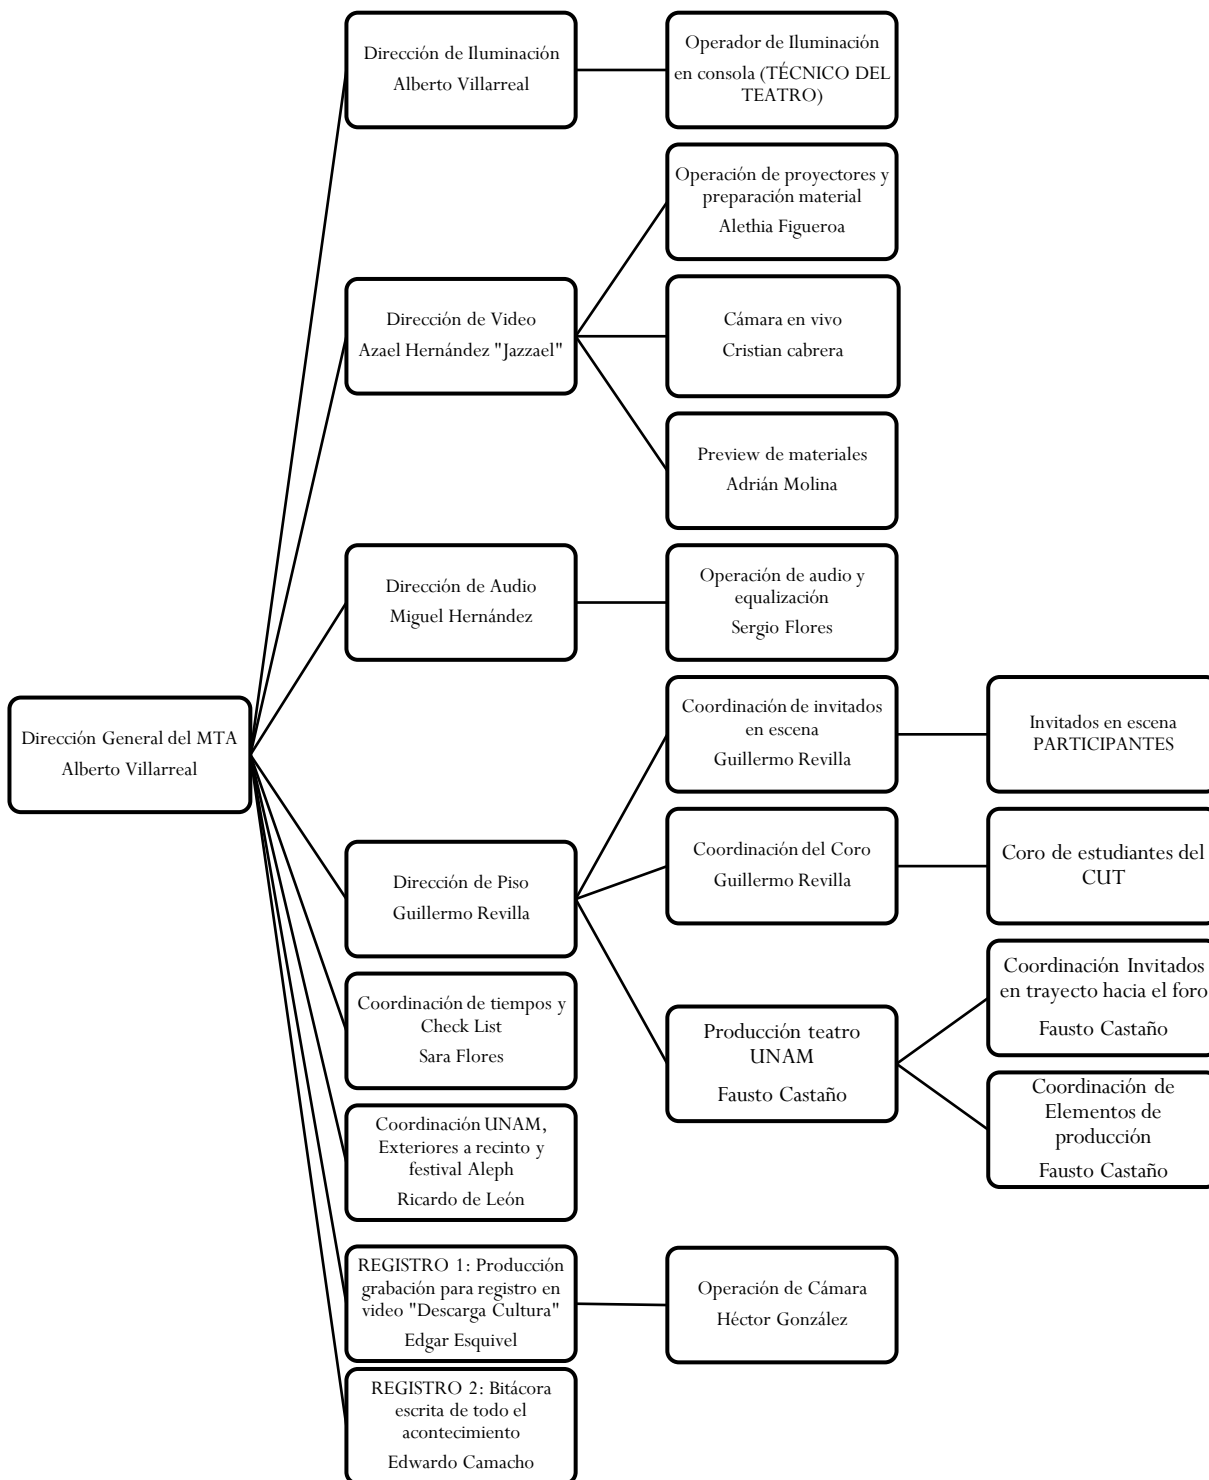 Dirección General del MTA
Alberto Villarreal
Dirección de Iluminación
Alberto Villarreal
Operador de Iluminación
en consola (TÉCNICO DEL
TEATRO)
Dirección de Video
Azael Hernández "Jazzael"
Operación de proyectores y
preparación material
Alethia Figueroa
Cámara en vivo
Cristian cabrera
Preview de materiales
Adrián Molina
Dirección de Audio
Miguel Hernández
Operación de audio y
equalización
Sergio Flores
Dirección de Piso
Guillermo Revilla
Coordinación de invitados
en escena
Guillermo Revilla
Invitados en escena
PARTICIPANTES
Coordinación del Coro
Guillermo Revilla
Coro de estudiantes del
CUT
Producción teatro
UNAM
Fausto Castaño
Coordinación Invitados
en trayecto hacia el foro
Fausto Castaño
Coordinación de
Elementos de
producción
Fausto Castaño
Coordinación de tiempos y
Check List
Sara Flores
Coordinación UNAM,
Exteriores a recinto y
festival Aleph
Ricardo de León
REGISTRO 1: Producción
grabación para registro en
video "Descarga Cultura"
Edgar Esquivel
Operación de Cámara
Héctor González
REGISTRO 2: Bitácora
escrita de todo el
acontecimiento
Edwardo Camacho